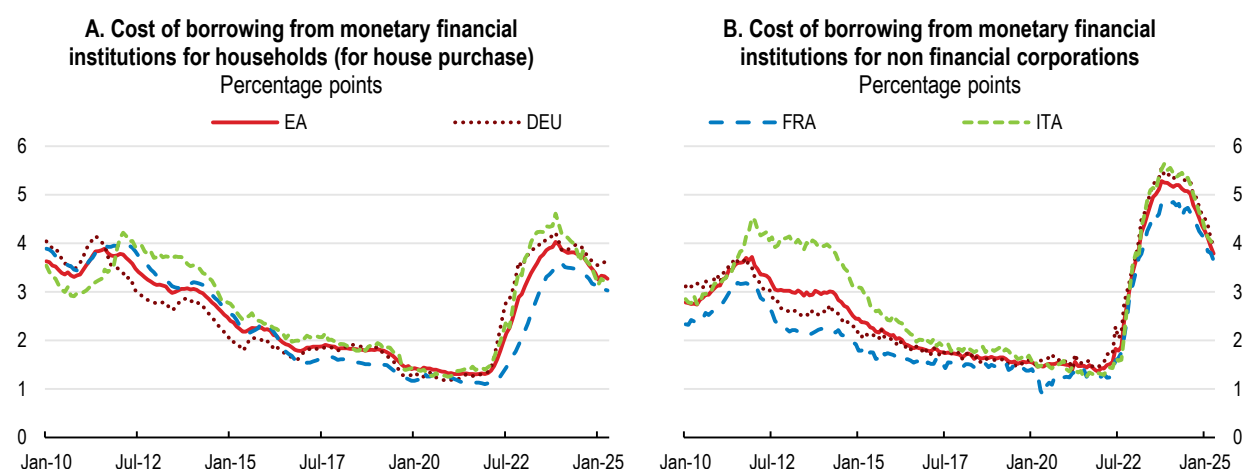 A. Cost of borrowing from monetary financial
institutions for households (for house purchase)
Percentage points
B. Cost of borrowing from monetary financial
institutions for non financial corporations
Percentage points
EA
DEU
FRA
ITA
6
5
4
3
2
1
0
Jan-10 Jul-12 Jan-15 Jul-17 Jan-20 Jul-22 Jan-25
6
5
4
3
2
1
0
Jan-10 Jul-12 Jan-15 Jul-17 Jan-20 Jul-22 Jan-25